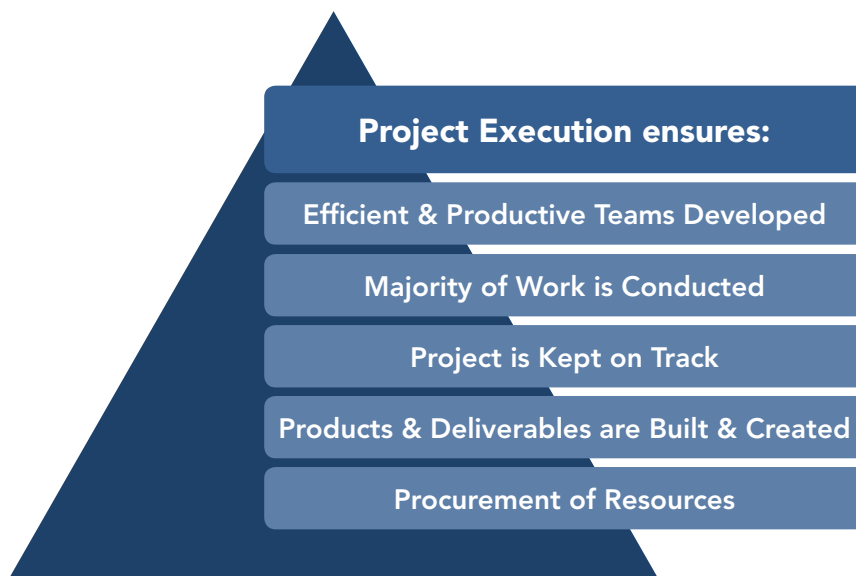 Project Execution ensures:
Efficient & Productive Teams Developed
Majority of Work is Conducted
Project is Kept on Track
Products & Deliverables are Built & Created
Procurement of Resources